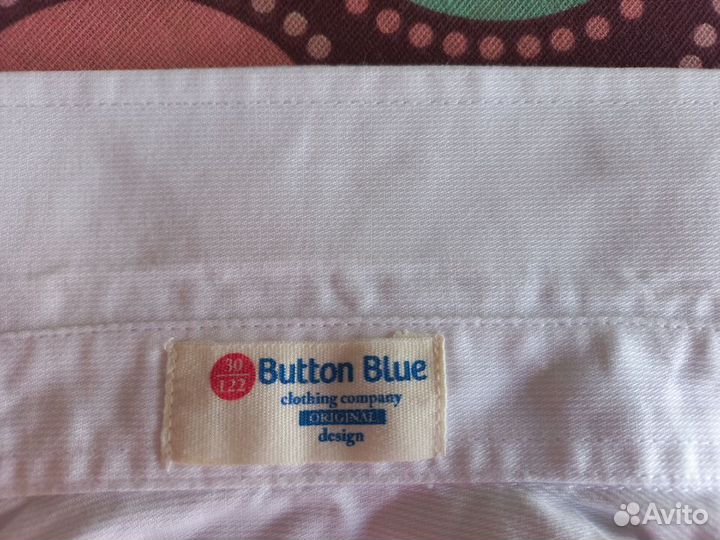 30
122
Button Blue
clothing company
ORIGINAL
design
Avito